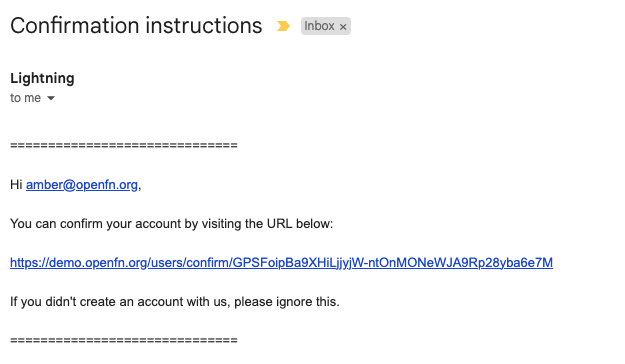 Confirmation instructions Inbox ×
Lightning
to me
==============================
Hi amber@openfn.org,
You can confirm your account by visiting the URL below:
https://demo.openfn.org/users/confirm/GPSFoipBa9XHiLjjyjW-ntOnMONeWJA9Rp28yba6e7M
If you didn't create an account with us, please ignore this.
==============================